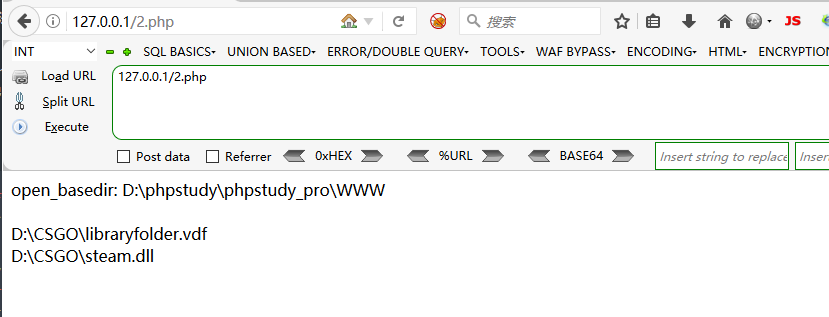 127.0.0.1/2.php
搜索
JS
INT
SQL BASICS
UNION BASED
ERROR/DOUBLE QUERY
TOOLS
WAF BYPASS
ENCODING
HTML
ENCRYPTION
Load URL
127.0.0.1/2.php
Split URL
Execute
Post data
Referrer
0xHEX
%URL
BASE64
Insert string to replace
Inser
open_basedir: D:\phpstudy\phpstudy_pro\WWW
D:\CSGO\libraryfolder.vdf
D:\CSGO\steam.dll